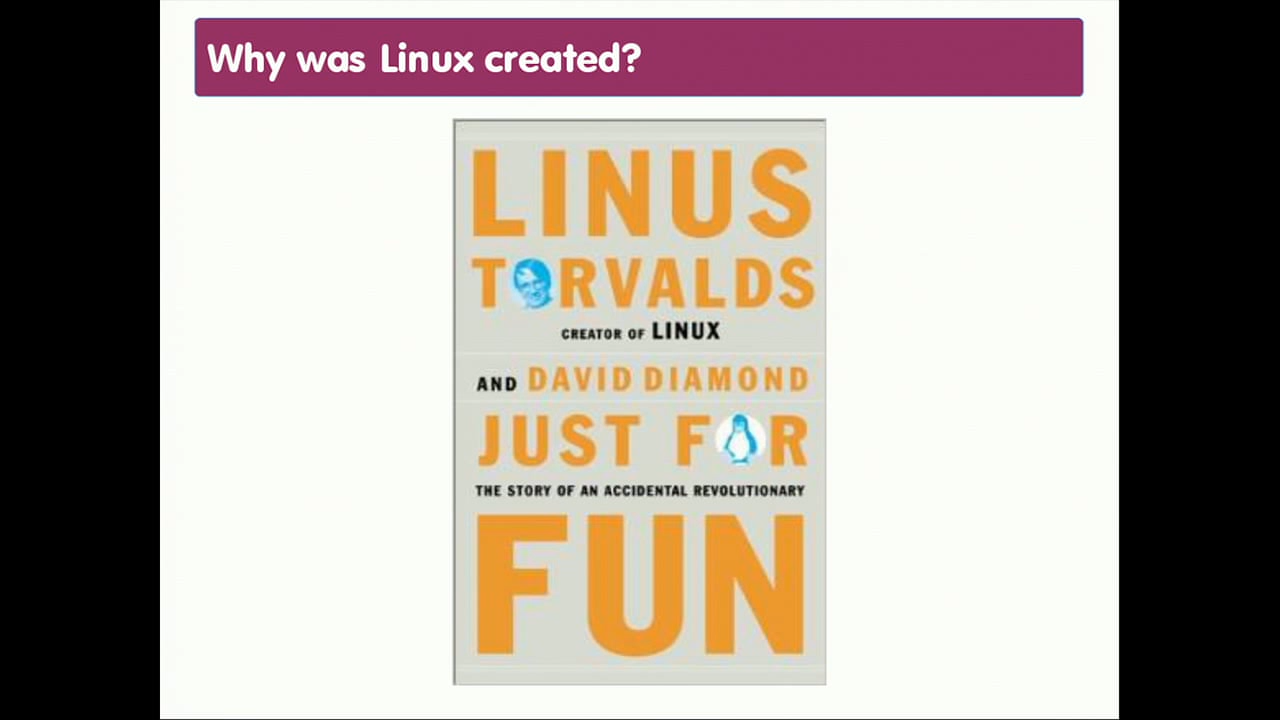 Why was Linux created?
LINUS
TORVALDS
CREATOR OF LINUX
AND DAVID DIAMOND
JUST FOR
THE STORY OF AN ACCIDENTAL REVOLUTIONARY
FUN